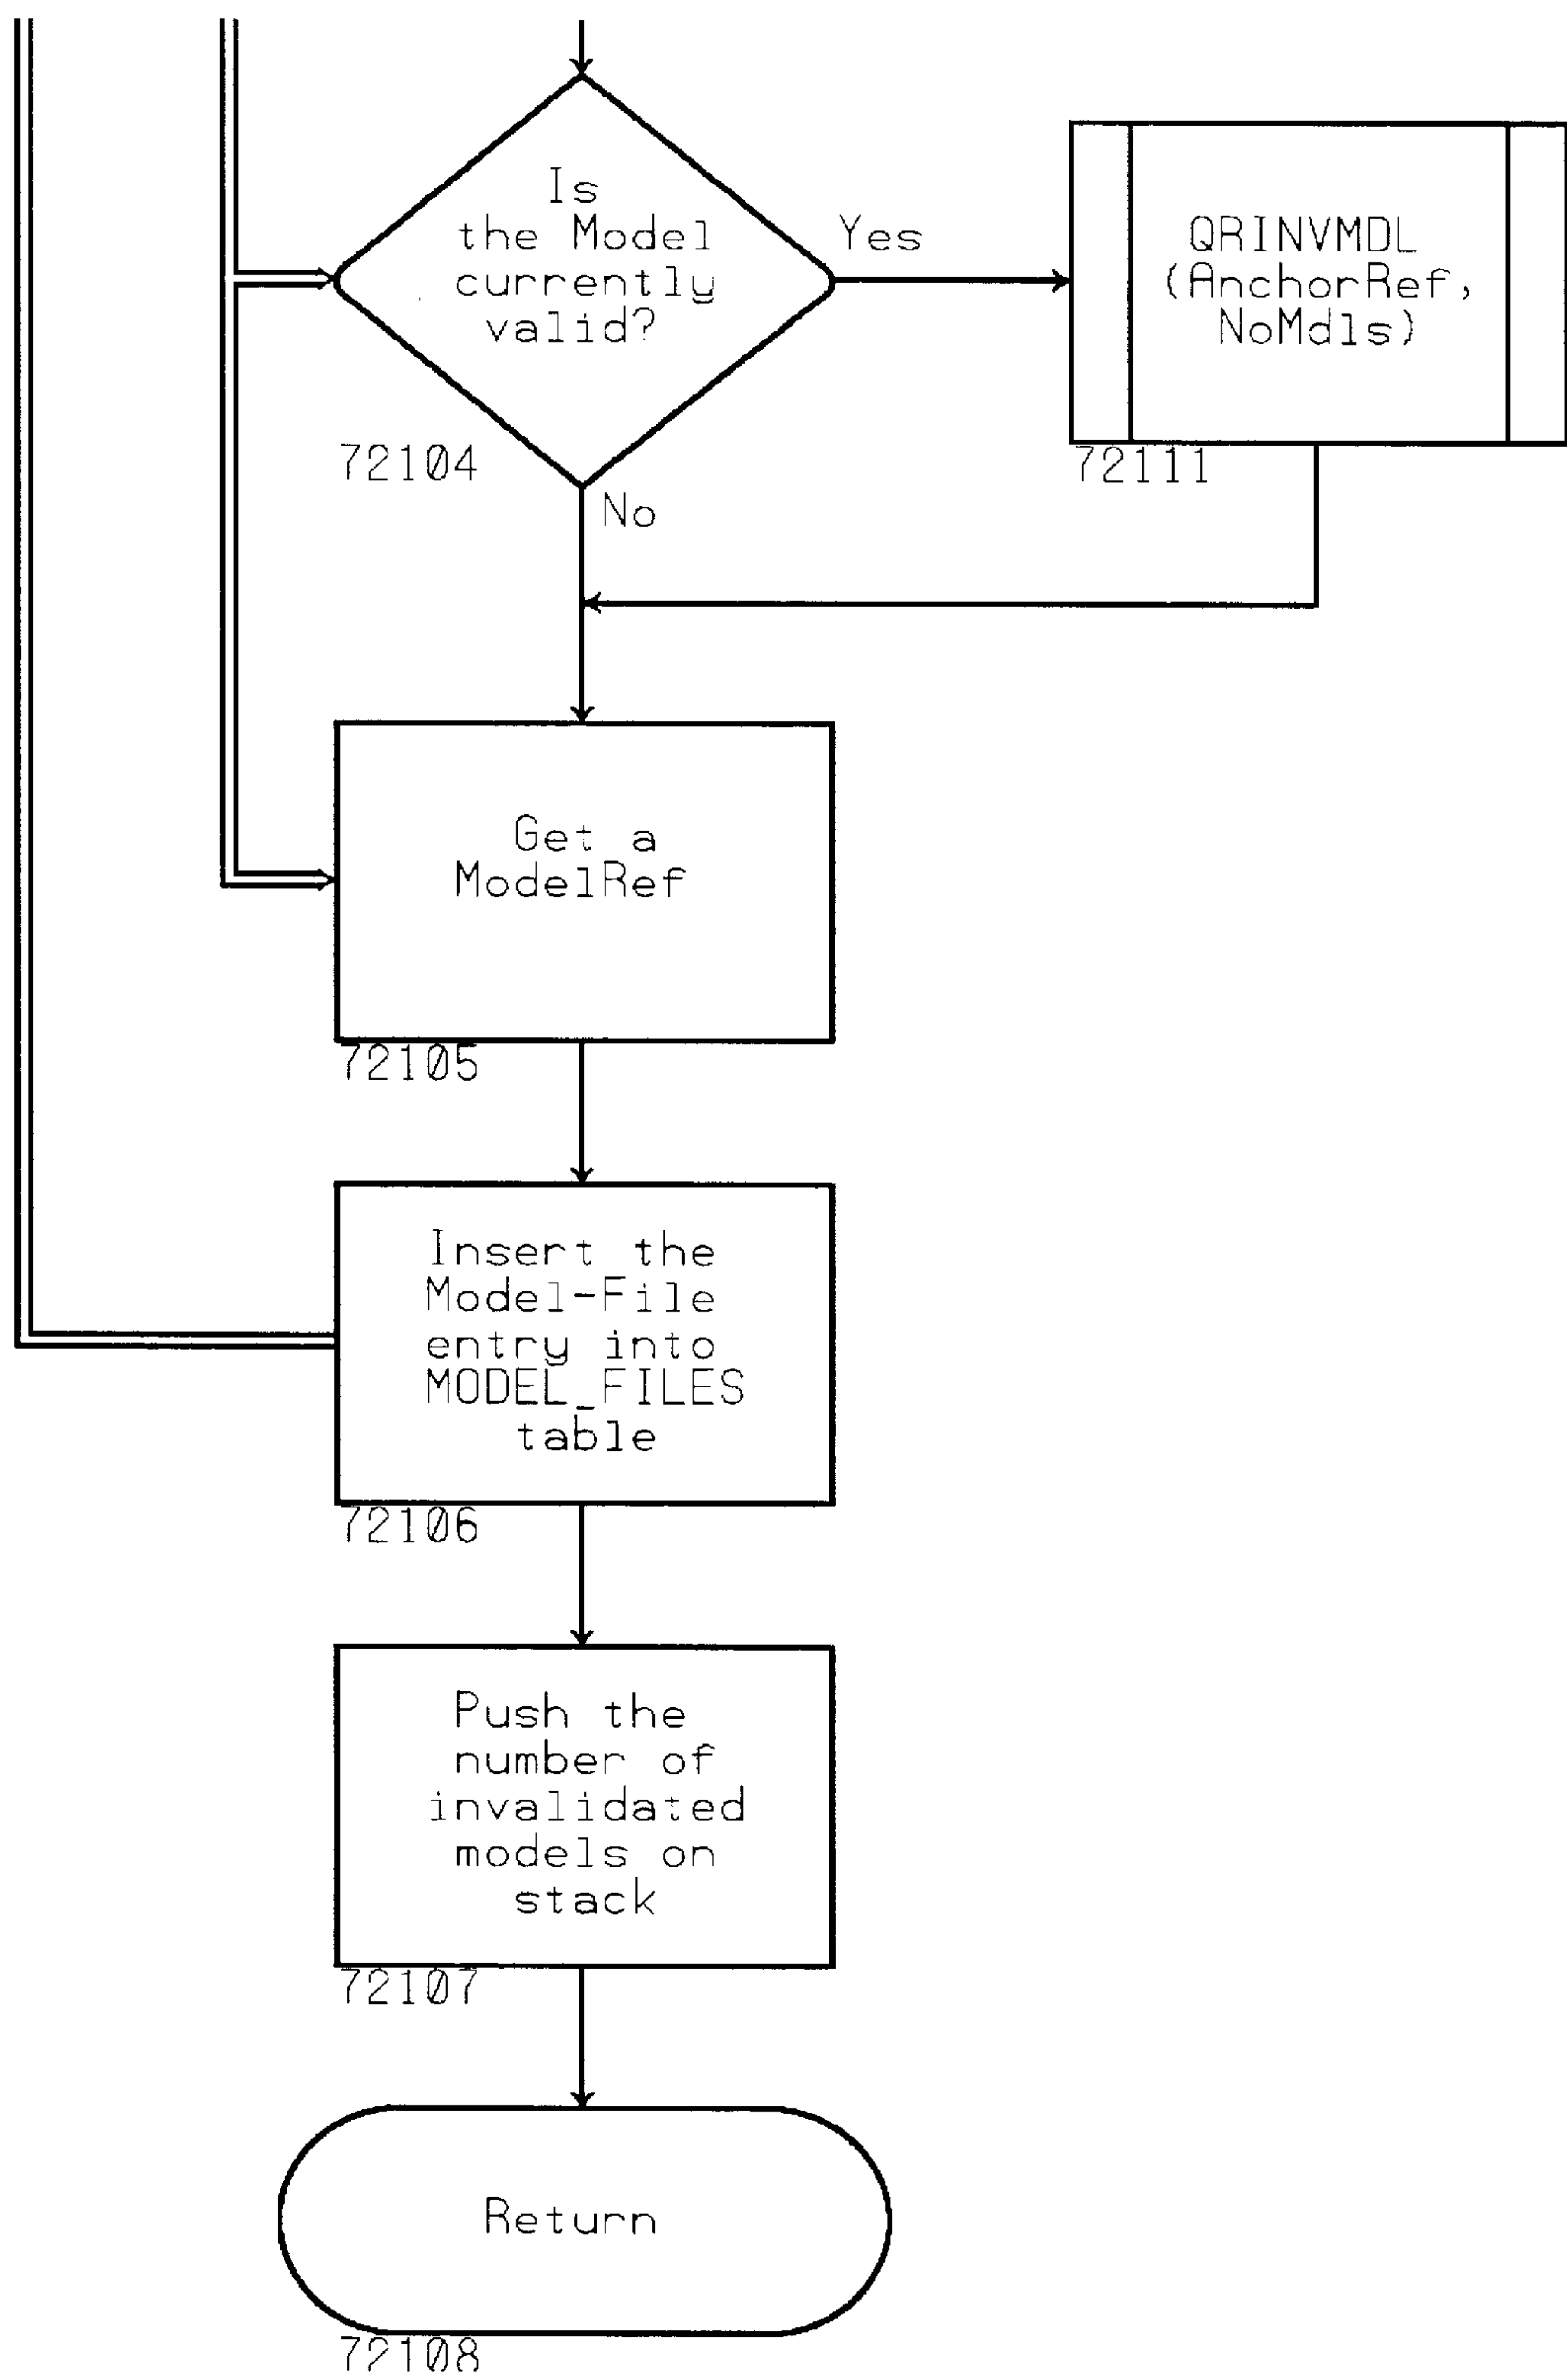 Is
the Model
currently
valid?
Yes
72104
No
QRINVMDL
(AnchorRef,
NoMdls)
72111
Get a
ModelRef
72105
Insert the
Model-File
entry into
MODEL_FILES
table
72106
Push the
number of
invalidated
models on
stack
72107
Return
72108